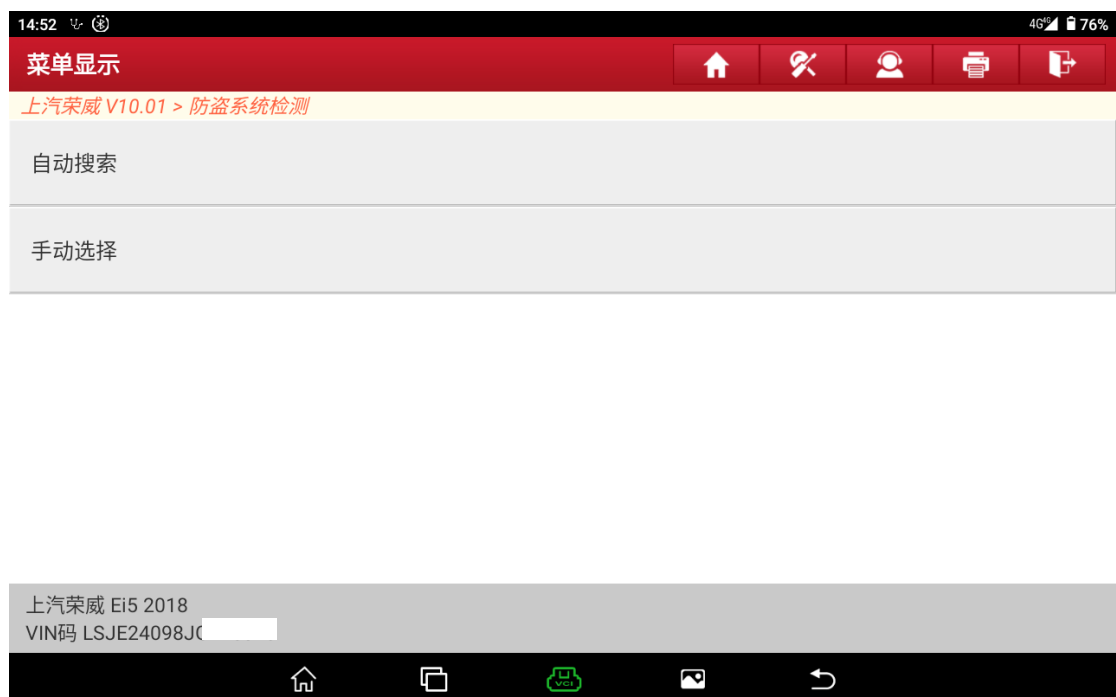 14:52 4G 76%
菜单显示
上汽荣威 V10.01 > 防盗系统检测
自动搜索
手动选择
上汽荣威 Ei5 2018
VIN码 LSJE24098J
VCI